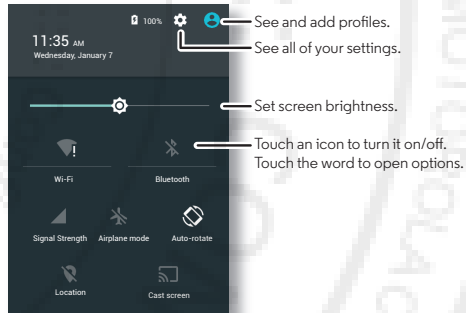 100%
See and add profiles.
11:35 AM
Wednesday, January 7
See all of your settings.
Set screen brightness.
Touch an icon to turn it on/off.
Touch the word to open options.
Wi-Fi
Bluetooth
Signal Strength
Airplane mode
Auto-rotate
Location
Cast screen